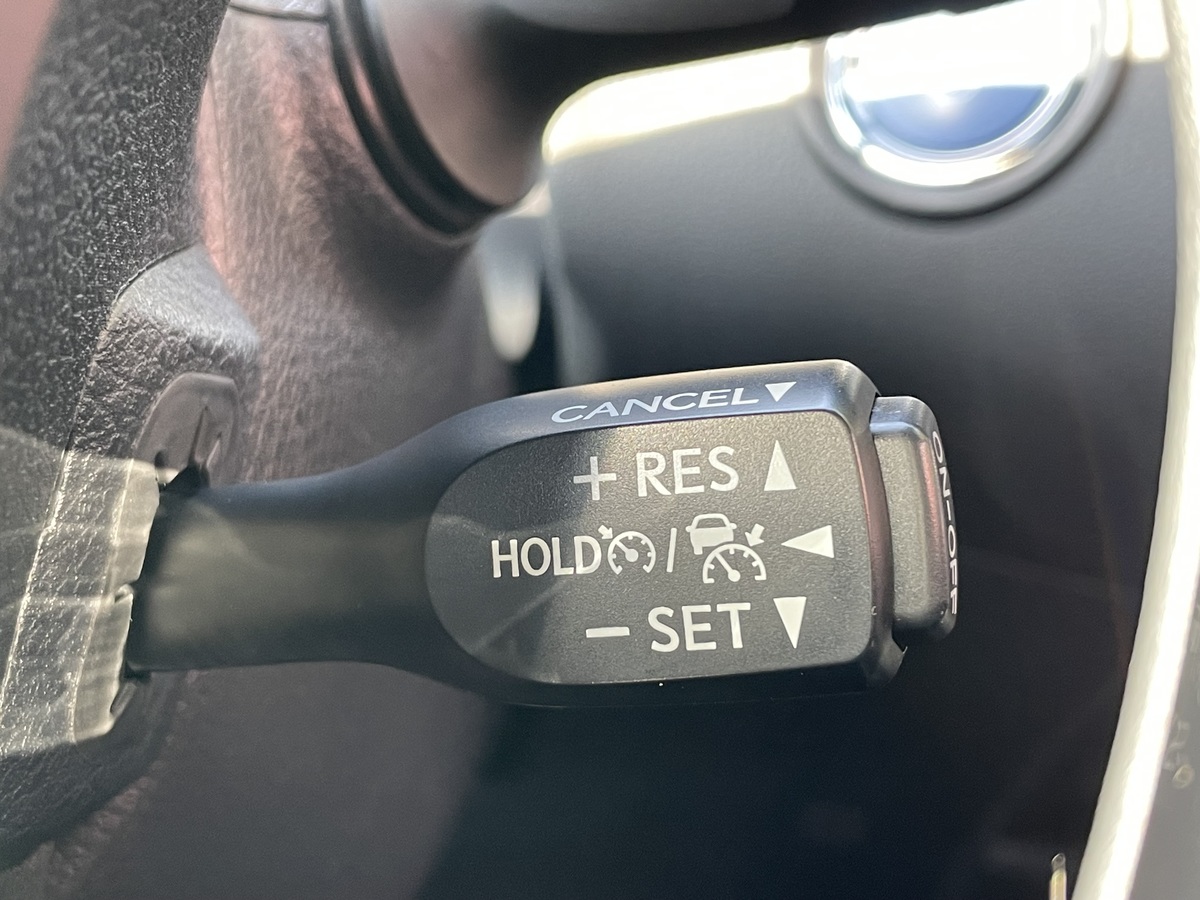 CANCEL▼
+ RES ▲
HOLD / ◀
− SET ▼
ON-OFF